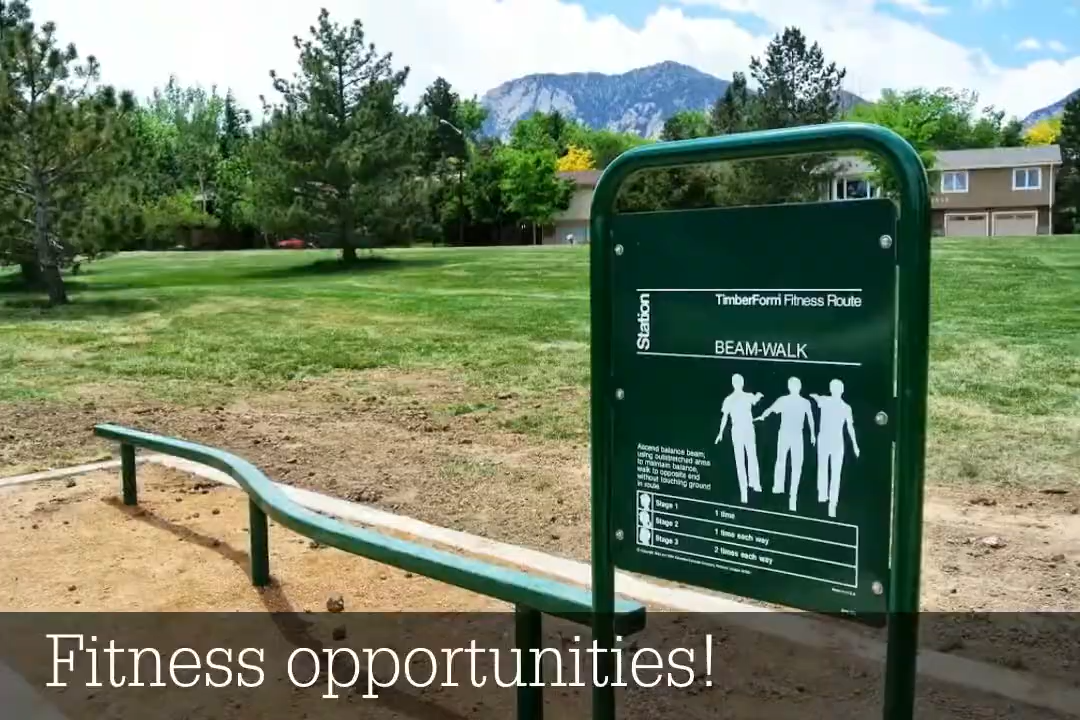 Station
TimberForm Fitness Route
BEAM-WALK
Ascend balance beam,
using outstretched arms
to maintain balance,
walk to opposite end
without touching ground
in route.
Stage 1 1 time
Stage 2 1 time each way
Stage 3 2 times each way
Fitness opportunities!